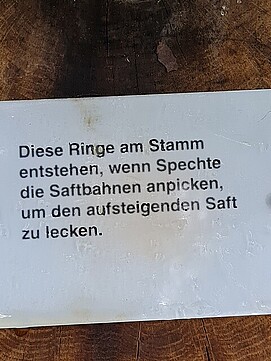 Diese Ringe am Stamm
entstehen, wenn Spechte
die Saftbahnen anpicken,
um den aufsteigenden Saft
zu lecken.